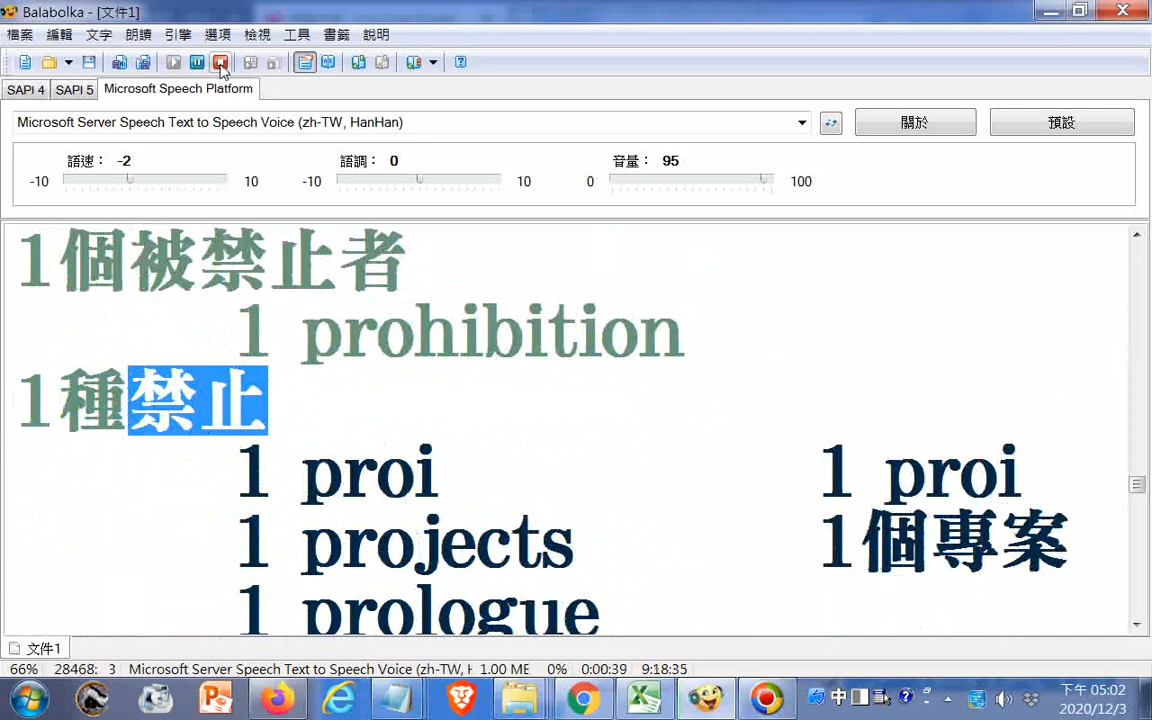 Balabolka - [文件1]
檔案 編輯 文字 朗讀 引擎 選項 檢視 工具 書籤 說明
SAPI 4 SAPI 5 Microsoft Speech Platform
Microsoft Server Speech Text to Speech Voice (zh-TW, HanHan) 關於 預設
語速： -2 語調： 0 音量： 95
-10 10 -10 10 0 100
1個被禁止者
1 prohibition
1種禁止
1 proi 1 proi
1 projects 1個專案
1 prologue
文件1
66% 28468: 3 Microsoft Server Speech Text to Speech Voice (zh-TW, H 1.00 ME 0% 0:00:39 9:18:35
中 下午 05:02
2020/12/3